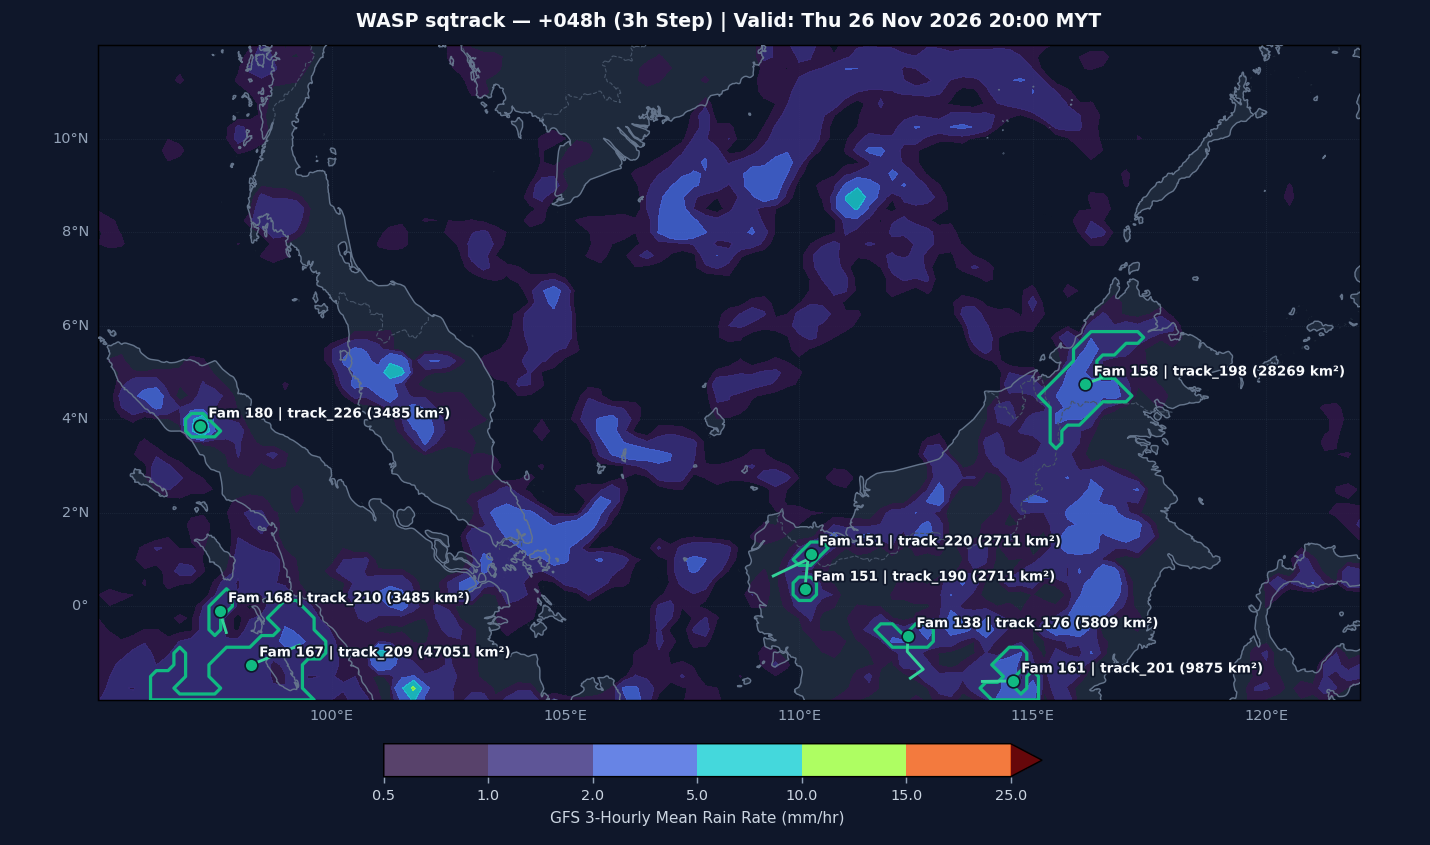 WASP sqtrack — +048h (3h Step) | Valid: Thu 26 Nov 2026 20:00 MYT
10°N
8°N
6°N
4°N
2°N
0°
Fam 158 | track_198 (28269 km²)
Fam 180 | track_226 (3485 km²)
Fam 151 | track_220 (2711 km²)
Fam 151 | track_190 (2711 km²)
Fam 168 | track_210 (3485 km²)
Fam 138 | track_176 (5809 km²)
Fam 167 | track_209 (47051 km²)
Fam 161 | track_201 (9875 km²)
100°E 105°E 110°E 115°E 120°E
0.5 1.0 2.0 5.0 10.0 15.0 25.0
GFS 3-Hourly Mean Rain Rate (mm/hr)